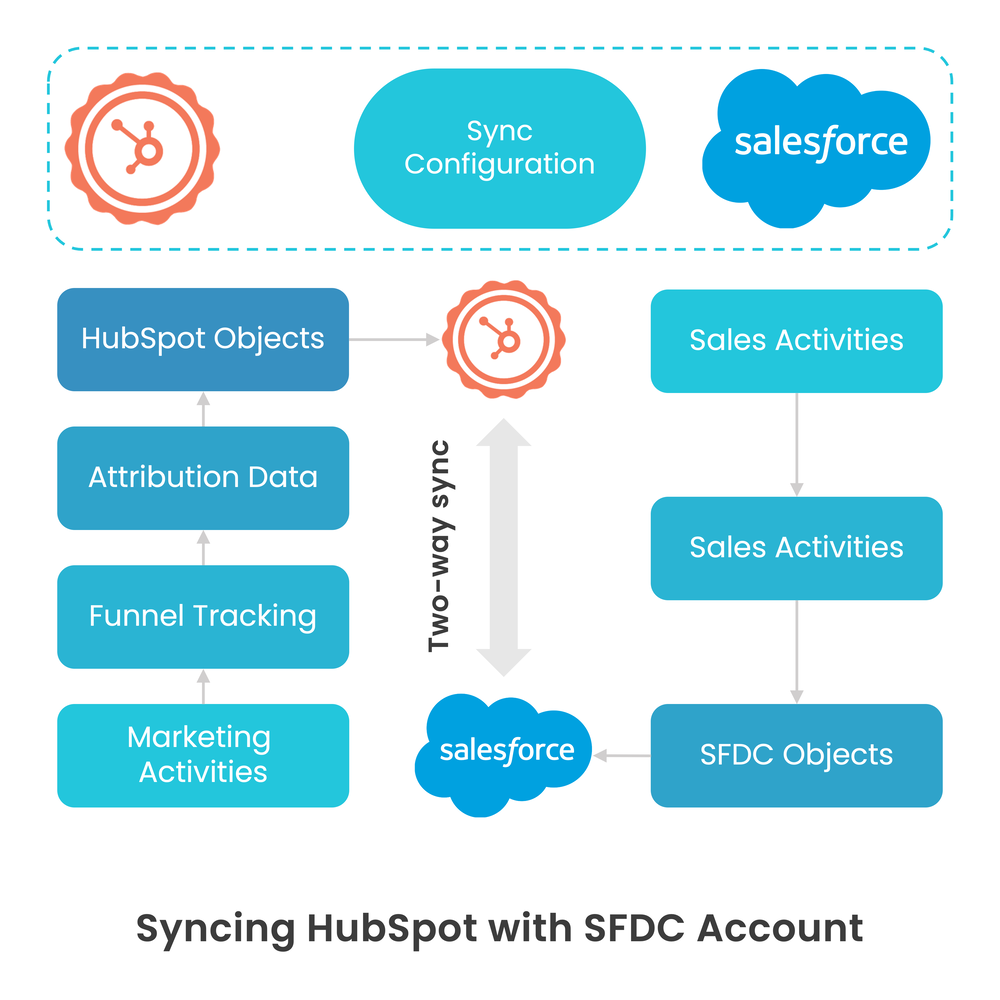 Sync
Configuration
salesforce
HubSpot Objects
Attribution Data
Funnel Tracking
Marketing
Activities
Two-way sync
salesforce
Sales Activities
Sales Activities
SFDC Objects
Syncing HubSpot with SFDC Account